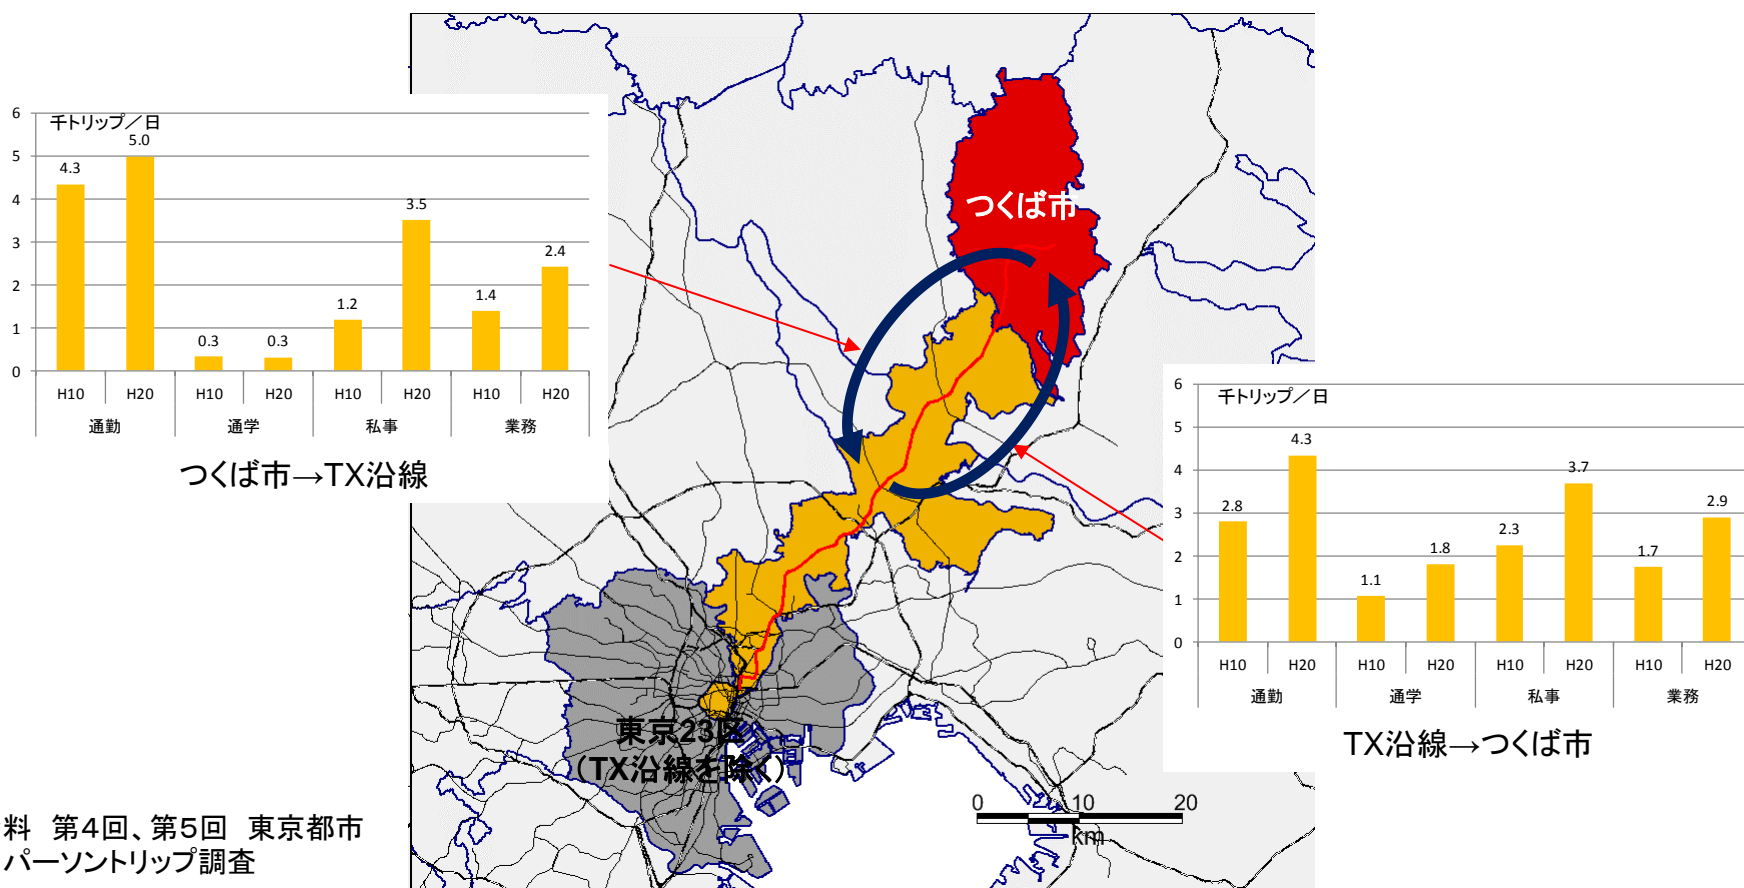 千トリップ／日
6
5
4
3
2
1
0
4.3
5.0
0.3
0.3
1.2
3.5
1.4
2.4
H10 H20 H10 H20 H10 H20 H10 H20
通勤 通学 私事 業務
つくば市→TX沿線
つくば市
東京23区
（TX沿線を除く）
0 10 20
km
千トリップ／日
6
5
4
3
2
1
0
2.8
4.3
1.1
1.8
2.3
3.7
1.7
2.9
H10 H20 H10 H20 H10 H20 H10 H20
通勤 通学 私事 業務
TX沿線→つくば市
料　第４回、第５回　東京都市
パーソントリップ調査